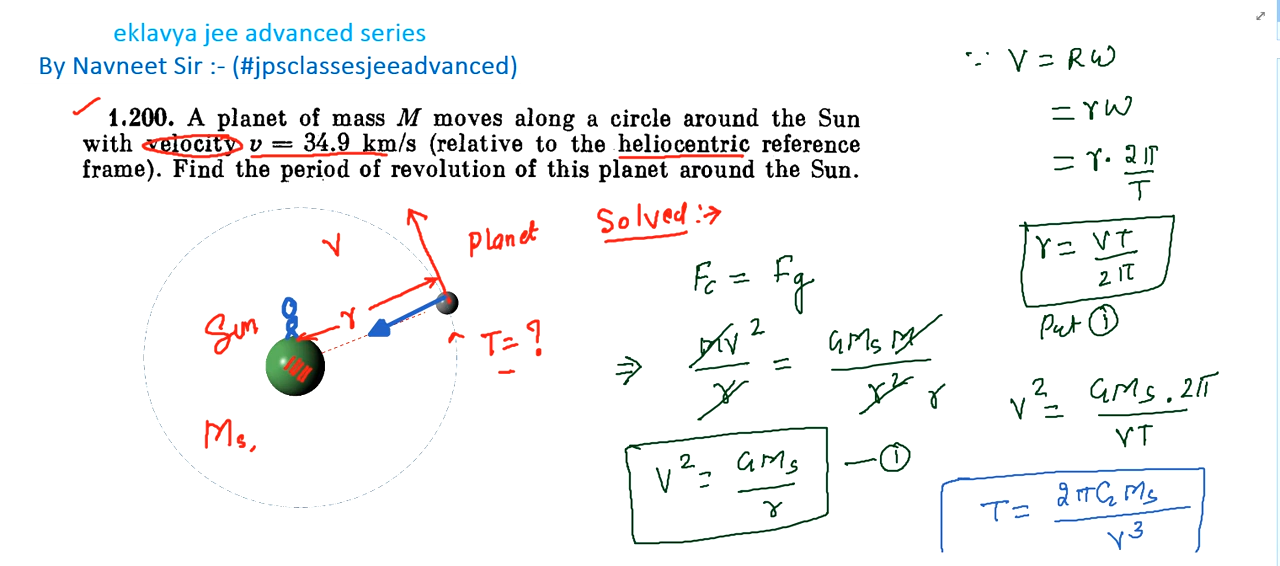 eklavya jee advanced series
By Navneet Sir :- (#jpsclassesjeeadvanced)
1.200. A planet of mass M moves along a circle around the Sun
with velocity v = 34.9 km/s (relative to the heliocentric reference
frame). Find the period of revolution of this planet around the Sun.
Solved :→
planet
v
r
Sun
T = ?
Ms,
Fc = Fg
⇒ mv²/r = GMs m/r² r
v² = GMs/r —①
∵ V = Rω
= rω
= r · 2π/T
r = VT/2π
Put ①
v² = GMs . 2π/VT
T = 2πGMs/v³